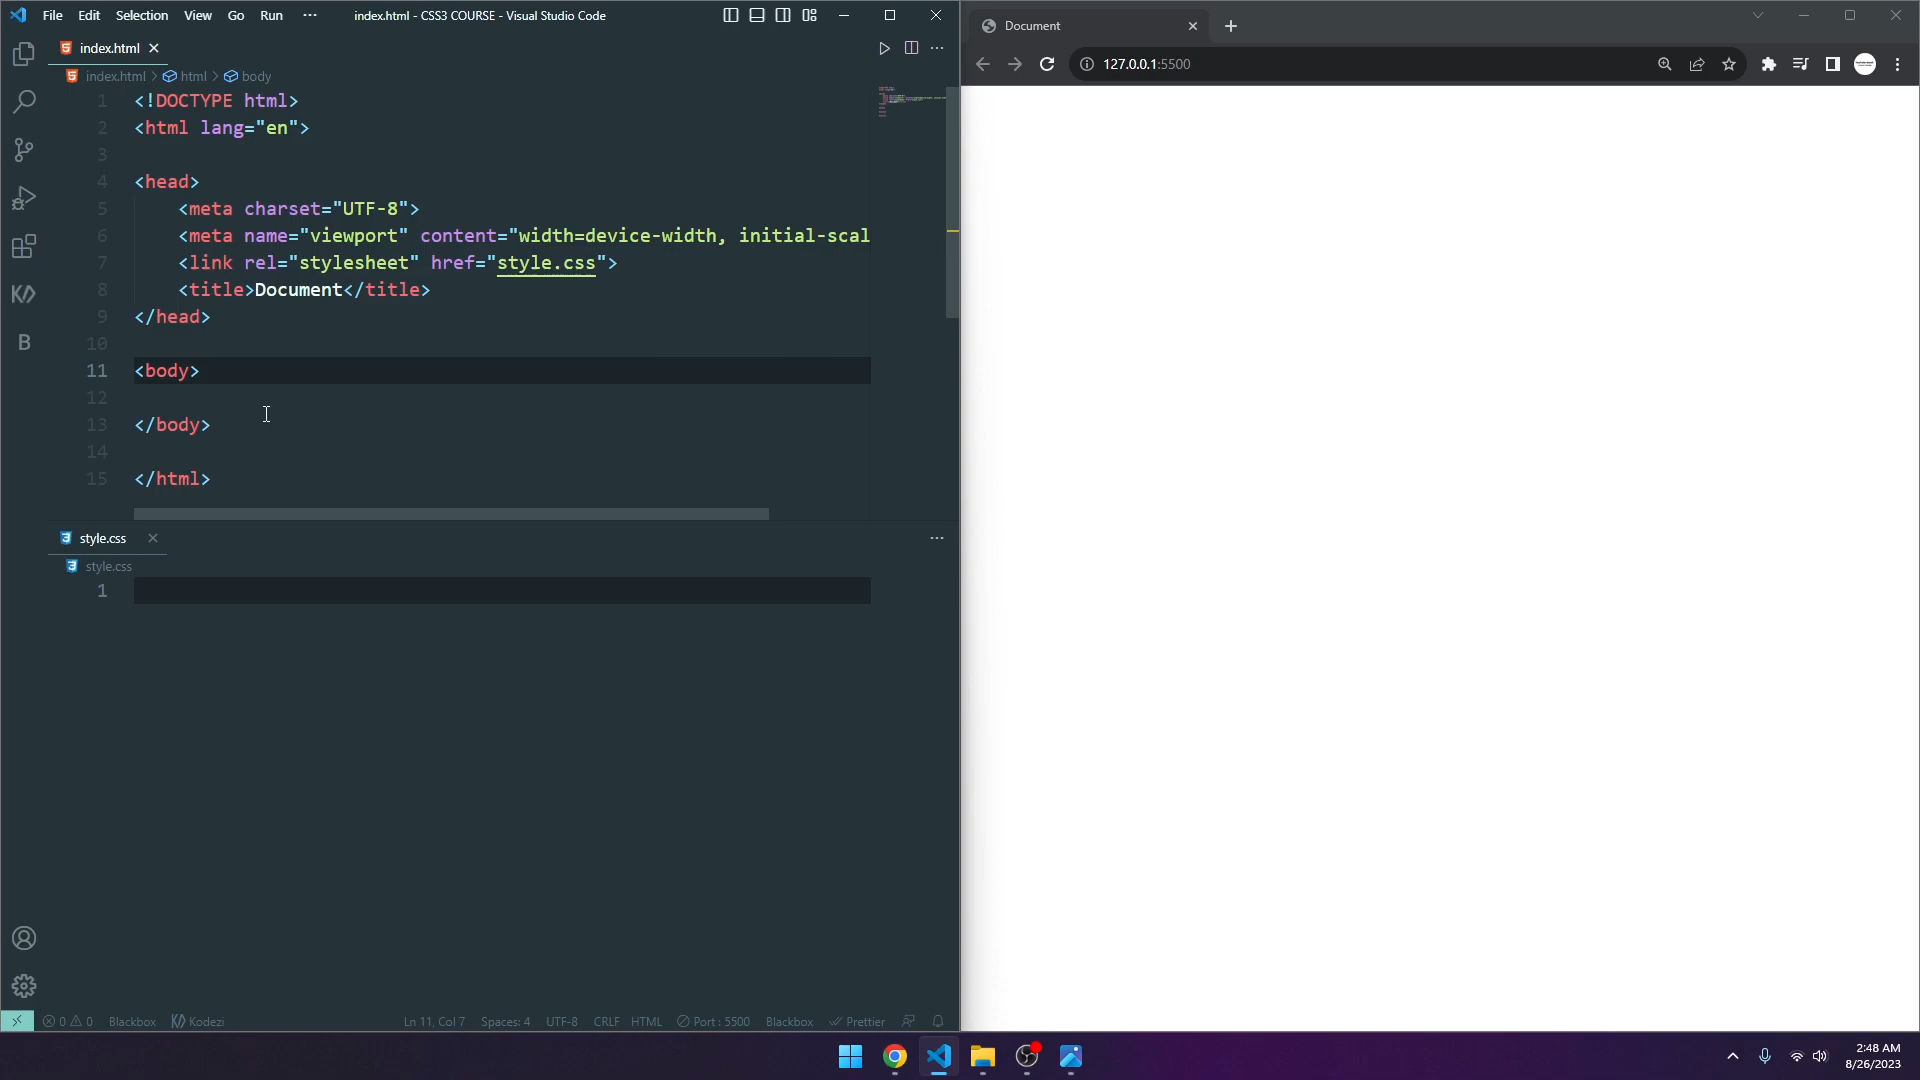 File Edit Selection View Go Run ··· index.html - CSS3 COURSE - Visual Studio Code
index.html
index.html > html > body
1 <!DOCTYPE html>
2 <html lang="en">
3
4 <head>
5 <meta charset="UTF-8">
6 <meta name="viewport" content="width=device-width, initial-scal
7 <link rel="stylesheet" href="style.css">
8 <title>Document</title>
9 </head>
10
11 <body>
12
13 </body>
14
15 </html>
style.css
style.css
1
B
0 0 Blackbox Kodezi Ln 11, Col 7 Spaces: 4 UTF-8 CRLF HTML Port : 5500 Blackbox Prettier
Document
127.0.0.1:5500
2:48 AM
8/26/2023